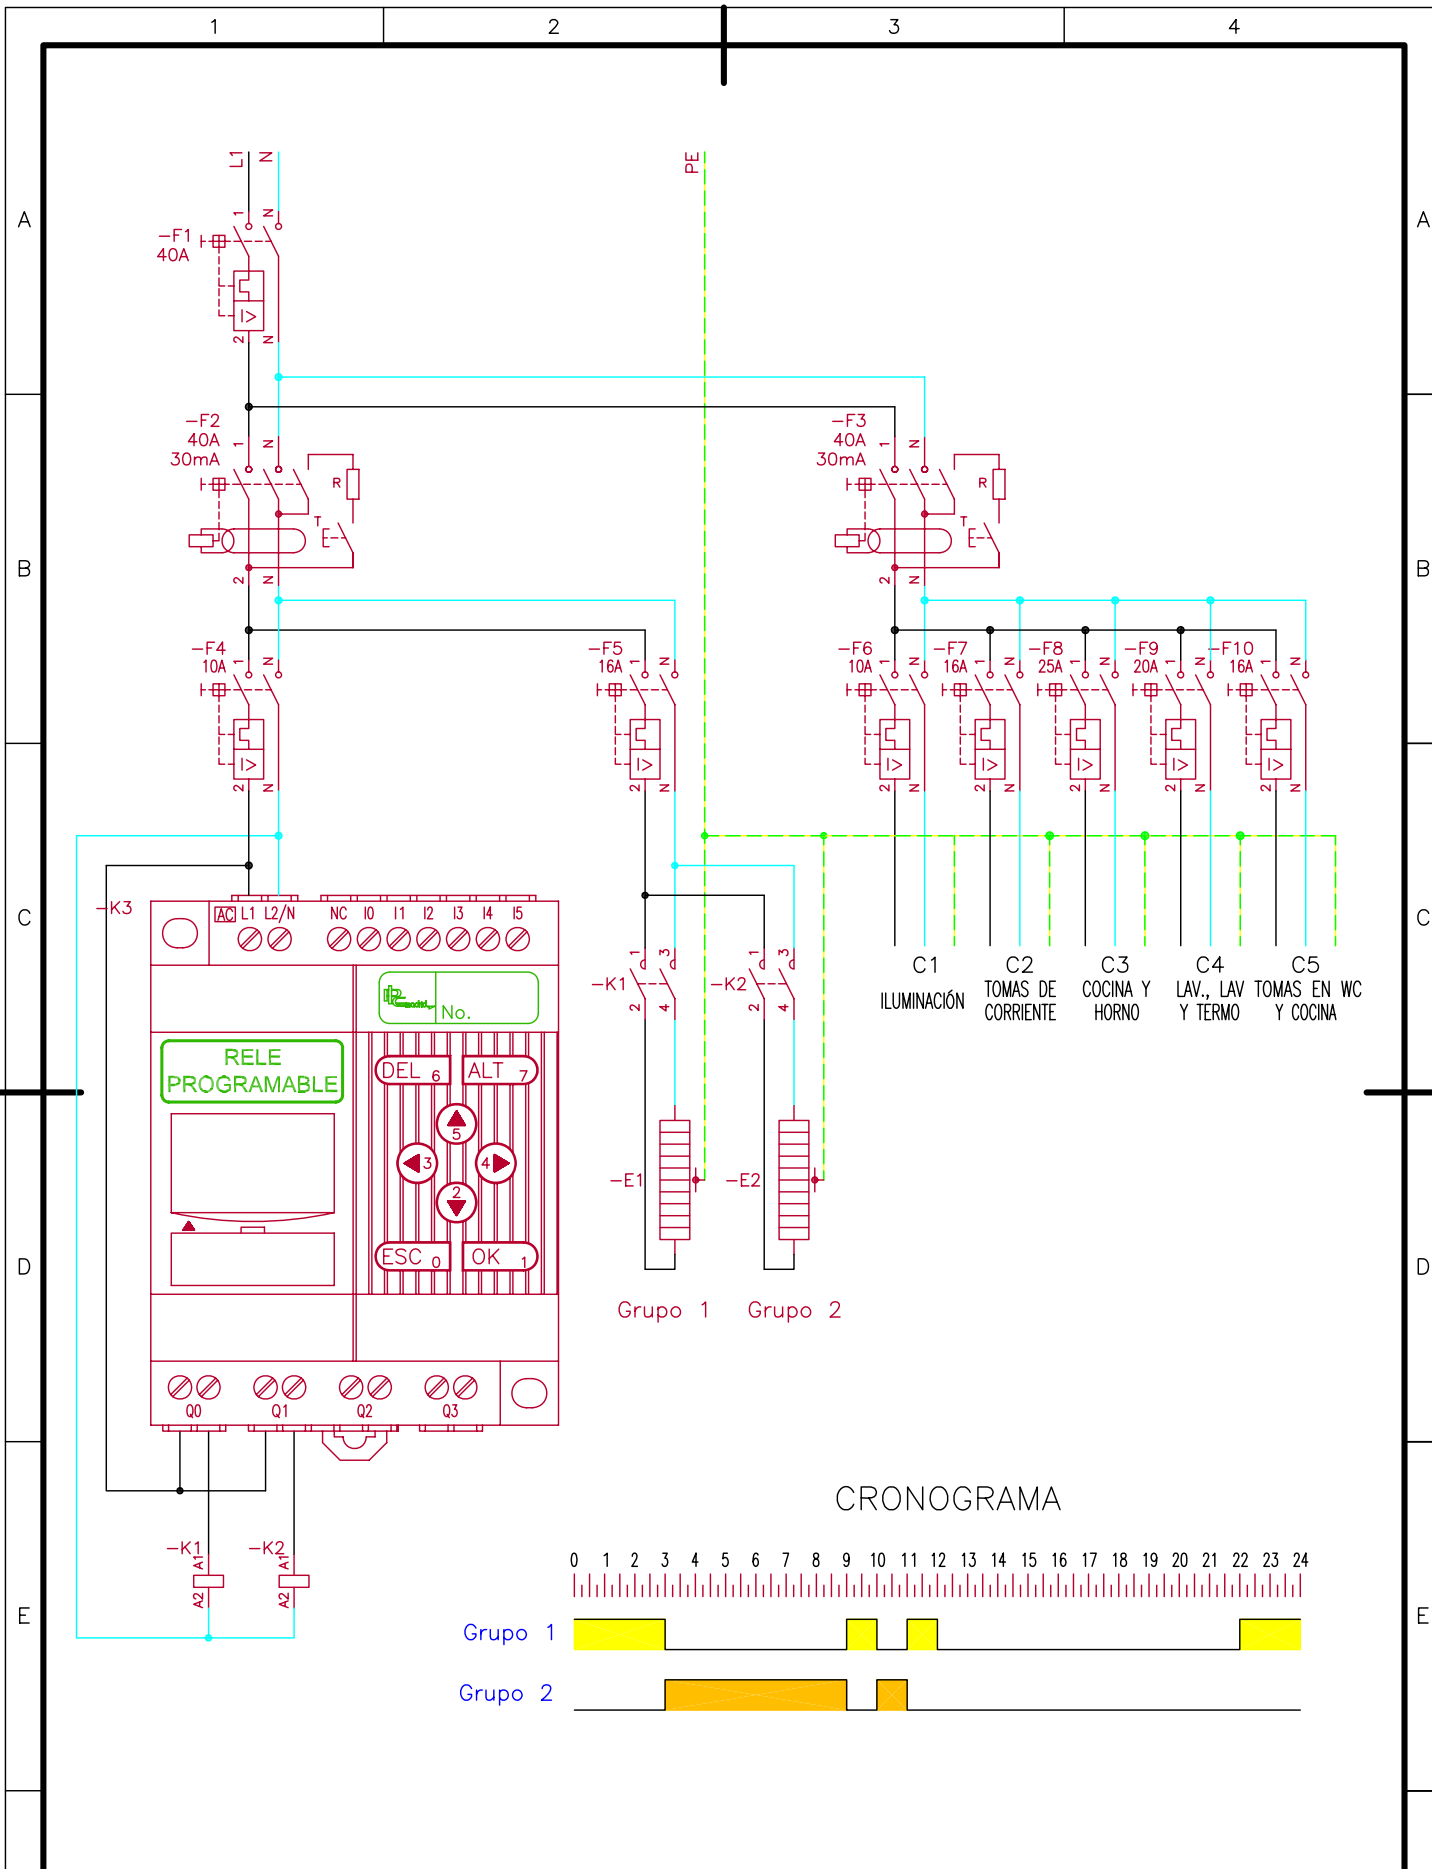 1 2 3 4
A A
L1 N PE
1 N
-F1
40A
I>
2 N
-F2
40A
30mA
1 N
R
T
2 N
-F3
40A
30mA
1 N
R
T
2 N
B B
-F4
10A
1 N
I>
2 N
-F5
16A
1 N
I>
2 N
-F6
10A
1 N
I>
2 N
-F7
16A
1 N
I>
2 N
-F8
25A
1 N
I>
2 N
-F9
20A
1 N
I>
2 N
-F10
16A
1 N
I>
2 N
C C
-K3
AC L1 L2/N NC I0 I1 I2 I3 I4 I5
No.
RELE
PROGRAMABLE
DEL 6 ALT 7
5
3 4
2
ESC 0 OK 1
Q0 Q1 Q2 Q3
-K1
1 3
2 4
-K2
1 3
2 4
C1
ILUMINACIÓN
C2
TOMAS DE
CORRIENTE
C3
COCINA Y
HORNO
C4
LAV., LAV
Y TERMO
C5
TOMAS EN WC
Y COCINA
-E1 -E2
D D
Grupo 1 Grupo 2
CRONOGRAMA
-K1 A1 A2
-K2 A1 A2
0 1 2 3 4 5 6 7 8 9 10 11 12 13 14 15 16 17 18 19 20 21 22 23 24
E E
Grupo 1
Grupo 2